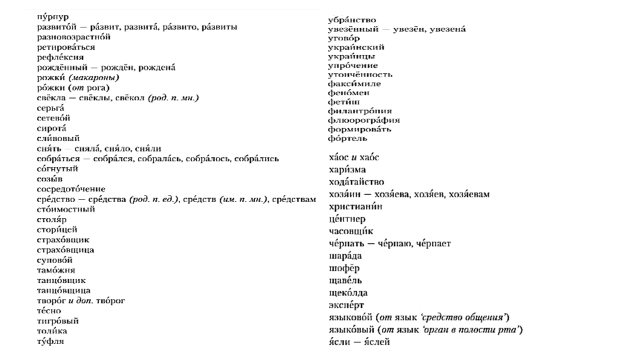 пу́рпур
развито́й — ра́звит, развита́, ра́звито, ра́звиты
разновозрастно́й
ретирова́ться
рефле́ксия
рождённый — рождён, рождена́
рожки́ (макароны)
ро́жки (от рога)
свёкла — свёклы, свёкол (род. п. мн.)
серьга́
сетево́й
сирота́
сли́вовый
сня́ть — сняла́, сня́ло, сня́ли
собра́ться — собра́лся, собрала́сь, собра́лось, собра́лись
со́гнутый
созы́в
сосредото́чение
сре́дство — сре́дства (род. п. ед.), сре́дств (им. п. мн.), сре́дствам
сто́имостный
столя́р
стори́цей
страхо́вщик
страхо́вщица
супово́й
тамо́жня
танцо́вщик
танцо́вщица
творо́г и доп. тво́рог
те́сно
тигро́вый
толи́ка
ту́фля
убра́нство
увезённый — увезён, увезена́
угово́р
украи́нский
украи́нцы
упро́чение
утончённость
факси́миле
фено́мен
фети́ш
филантро́пия
флюорогра́фия
формирова́ть
фо́ртель
ха́ос и хао́с
хари́зма
хода́тайство
хозя́ин — хозя́ева, хозя́ев, хозя́евам
христиани́н
це́нтнер
часовщи́к
че́рпать — че́рпаю, че́рпает
шара́да
шофёр
щаве́ль
щеко́лда
экспе́рт
языково́й (от язык ‘средство общения’)
языко́вый (от язык ‘орган в полости рта’)
я́сли — я́слей